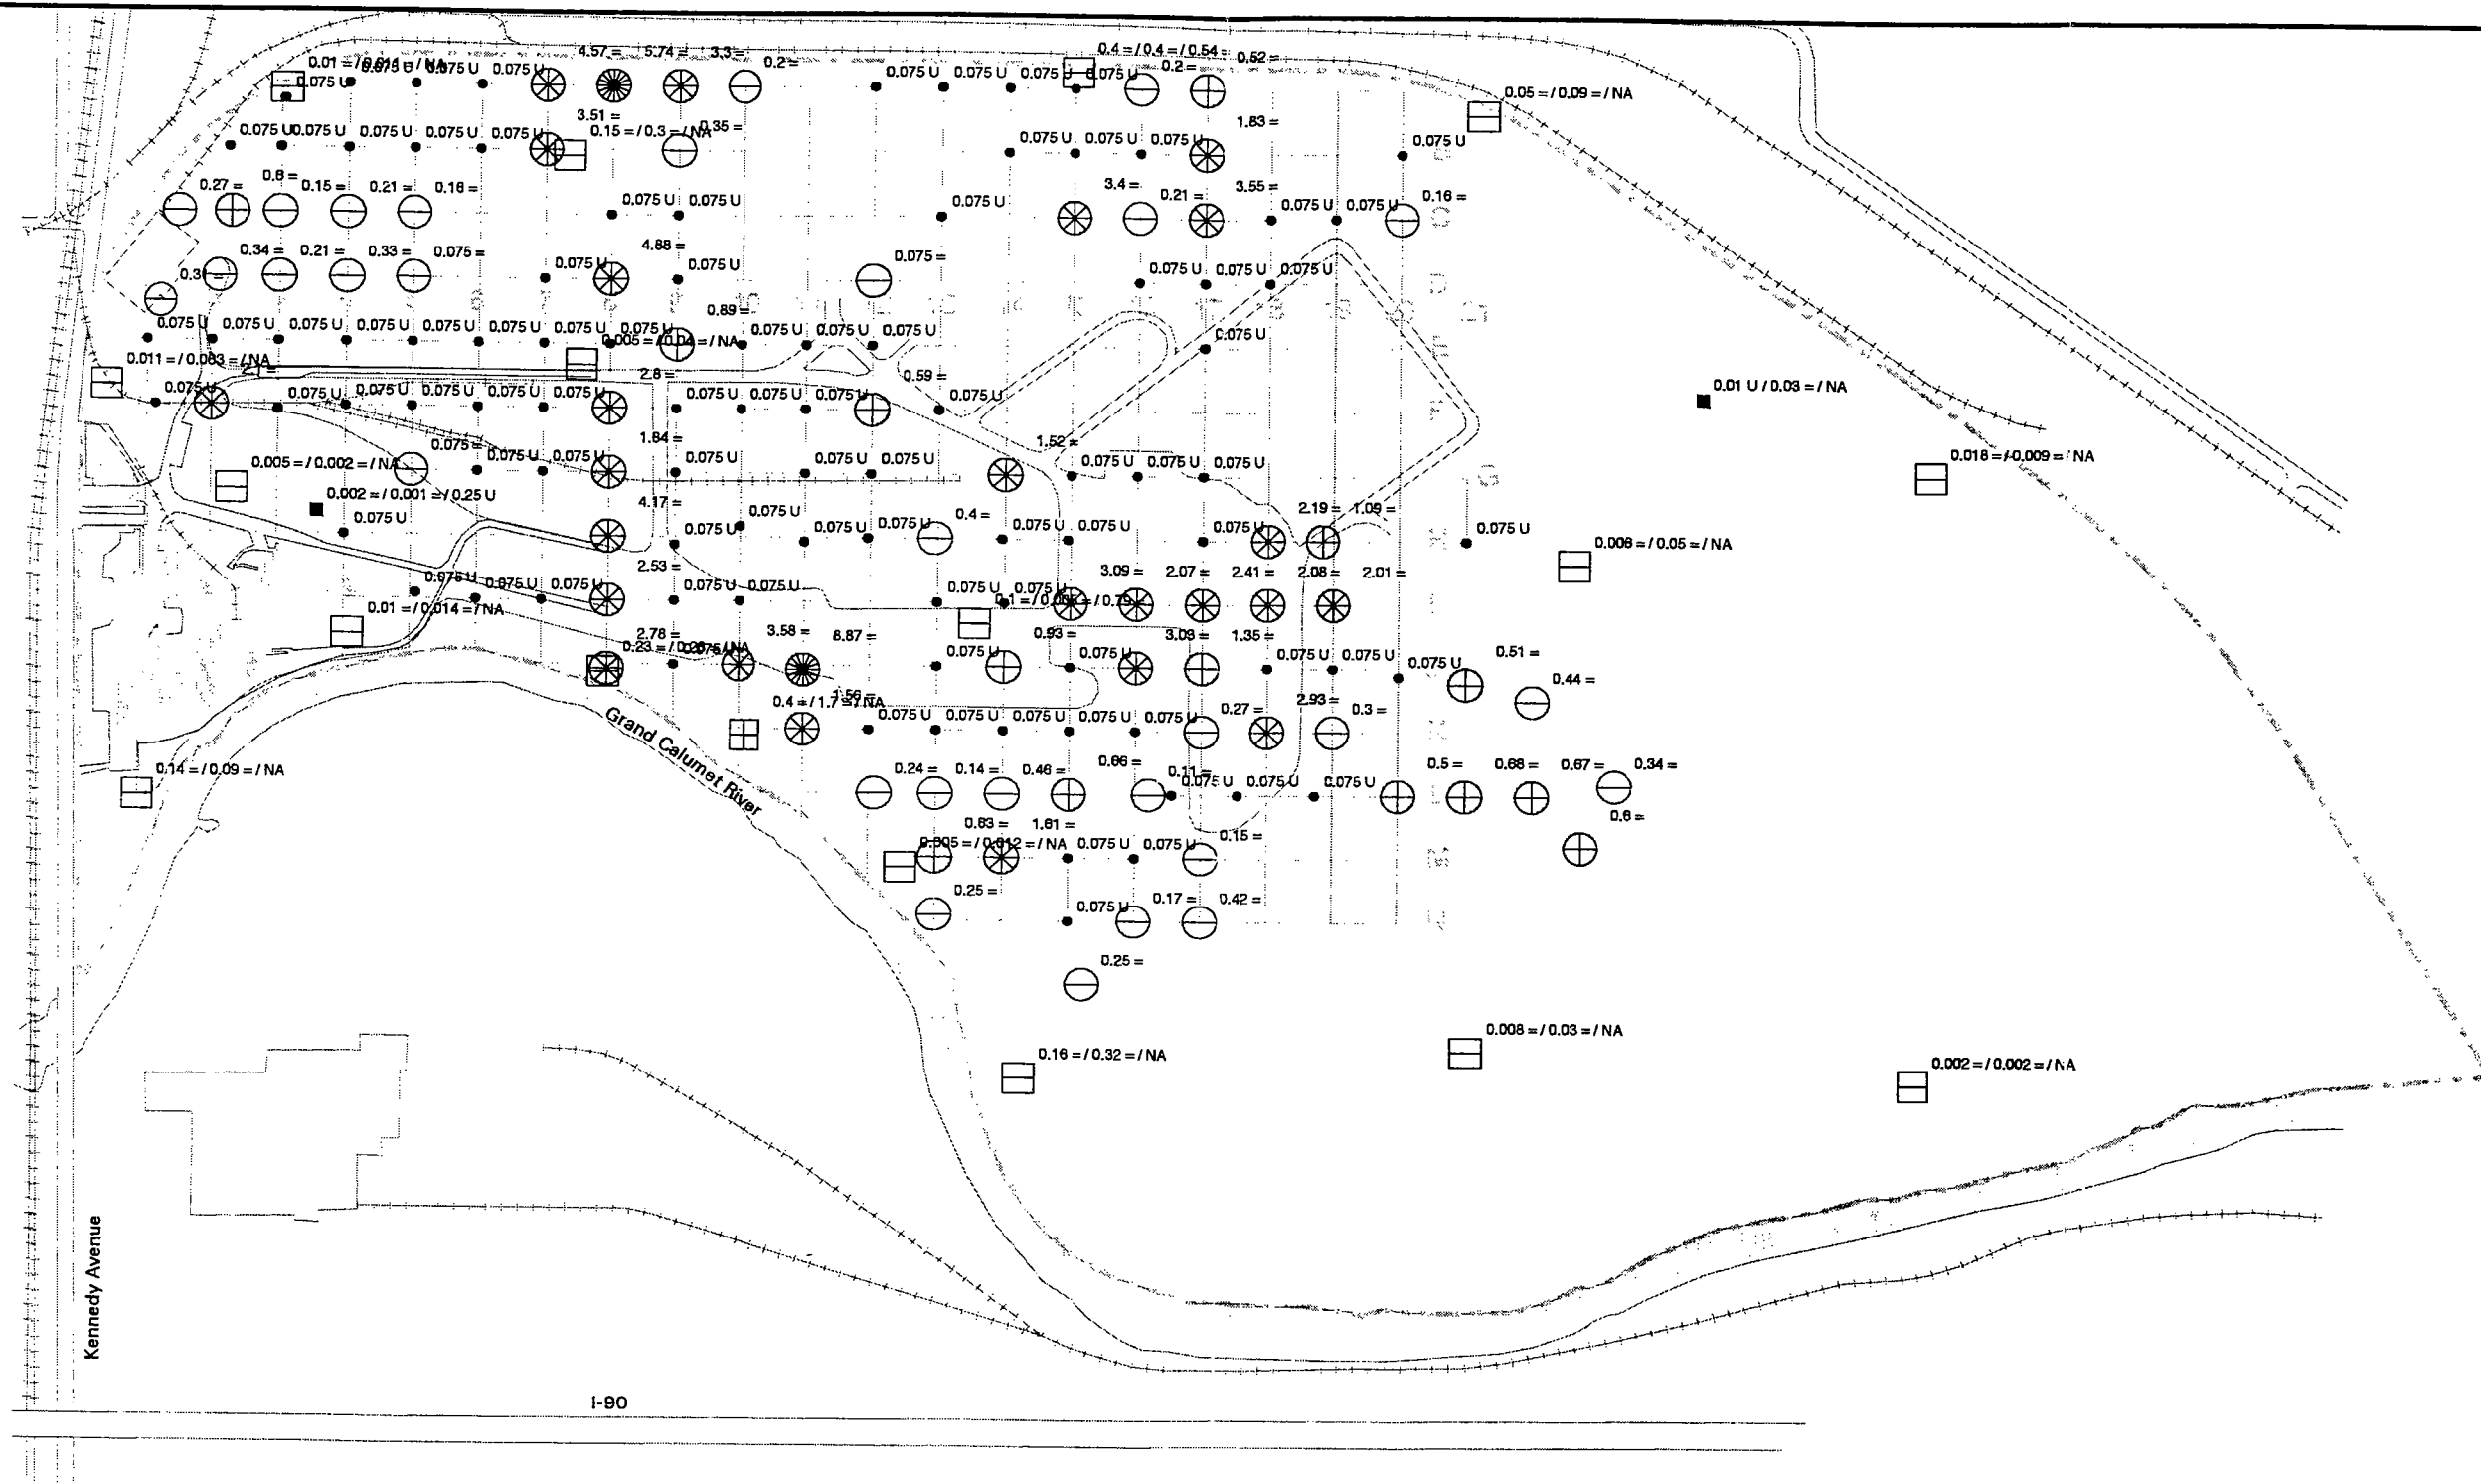 4.57 = 5.74 = 3.3 =
0.2 =
0.4 = / 0.4 = / 0.54 =
0.52 =
0.2 =
0.01 = / / NA
0.075 U 0.075 U 0.075 U
0.075 U
0.075 U 0.075 U 0.075 U 0.075 U
0.05 = / 0.09 = / NA
3.51 =
0.15 = / 0.3 = / NA 0.35 =
1.83 =
0.075 U 0.075 U 0.075 U 0.075 U 0.075 U
0.075 U 0.075 U 0.075 U
0.075 U
0.27 = 0.6 = 0.15 = 0.21 = 0.16 =
0.075 U 0.075 U
0.075 U
3.4 = 0.21 = 3.55 =
0.075 U 0.075 U
0.16 =
0.34 = 0.21 = 0.33 = 0.075 =
4.88 =
0.075 U 0.075 U
0.075 =
0.075 U 0.075 U 0.075 U
0.89 =
0.075 U 0.075 U 0.075 U 0.075 U 0.075 U 0.075 U 0.075 U 0.075 U
0.075 U 0.075 U 0.075 U
0.005 = / 0.04 = / NA
0.075 U
0.011 = / 0.083 = / NA
2.8 =
0.59 =
0.075 U
0.075 U 0.075 U 0.075 U 0.075 U 0.075 U
0.075 U 0.075 U 0.075 U
0.075 U
0.01 U / 0.03 = / NA
1.84 =
1.52 =
0.075 =
0.075 U 0.075 U
0.075 U
0.075 U 0.075 U
0.075 U 0.075 U 0.075 U
0.018 = / 0.009 = / NA
0.005 = / 0.002 = / NA
0.002 = / 0.001 = / 0.25 U
4.17 =
0.075 U
0.4 =
2.19 = 1.09 =
0.075 U
0.075 U
0.075 U 0.075 U
0.075 U 0.075 U
0.075 U
0.075 U
0.006 = / 0.05 = / NA
2.53 =
3.09 = 2.07 = 2.41 = 2.08 = 2.01 =
0.075 U 0.075 U 0.075 U
0.075 U 0.075 U
0.075 U 0.075 U
0.01 = / 0.014 = / NA
2.78 =
3.58 = 8.87 =
0.93 = 3.03 = 1.35 =
0.075 U 0.075 U
0.075 U 0.075 U
0.075 U
0.51 =
0.44 =
1.56 =
0.4 = / 1.7 = / NA
2.93 =
0.27 = 0.3 =
0.075 U 0.075 U 0.075 U 0.075 U 0.075 U
Grand Calumet River
0.14 = / 0.09 = / NA
0.24 = 0.14 = 0.46 = 0.66 =
0.11 =
0.075 U 0.075 U 0.075 U
0.5 = 0.68 = 0.67 = 0.34 =
0.6 =
0.63 = 1.61 =
0.005 = / 0.012 = / NA
0.075 U 0.075 U
0.15 =
0.25 =
0.075 U
0.17 = 0.42 =
0.25 =
0.008 = / 0.03 = / NA
0.16 = / 0.32 = / NA
0.002 = / 0.002 = / NA
Kennedy Avenue
I-90